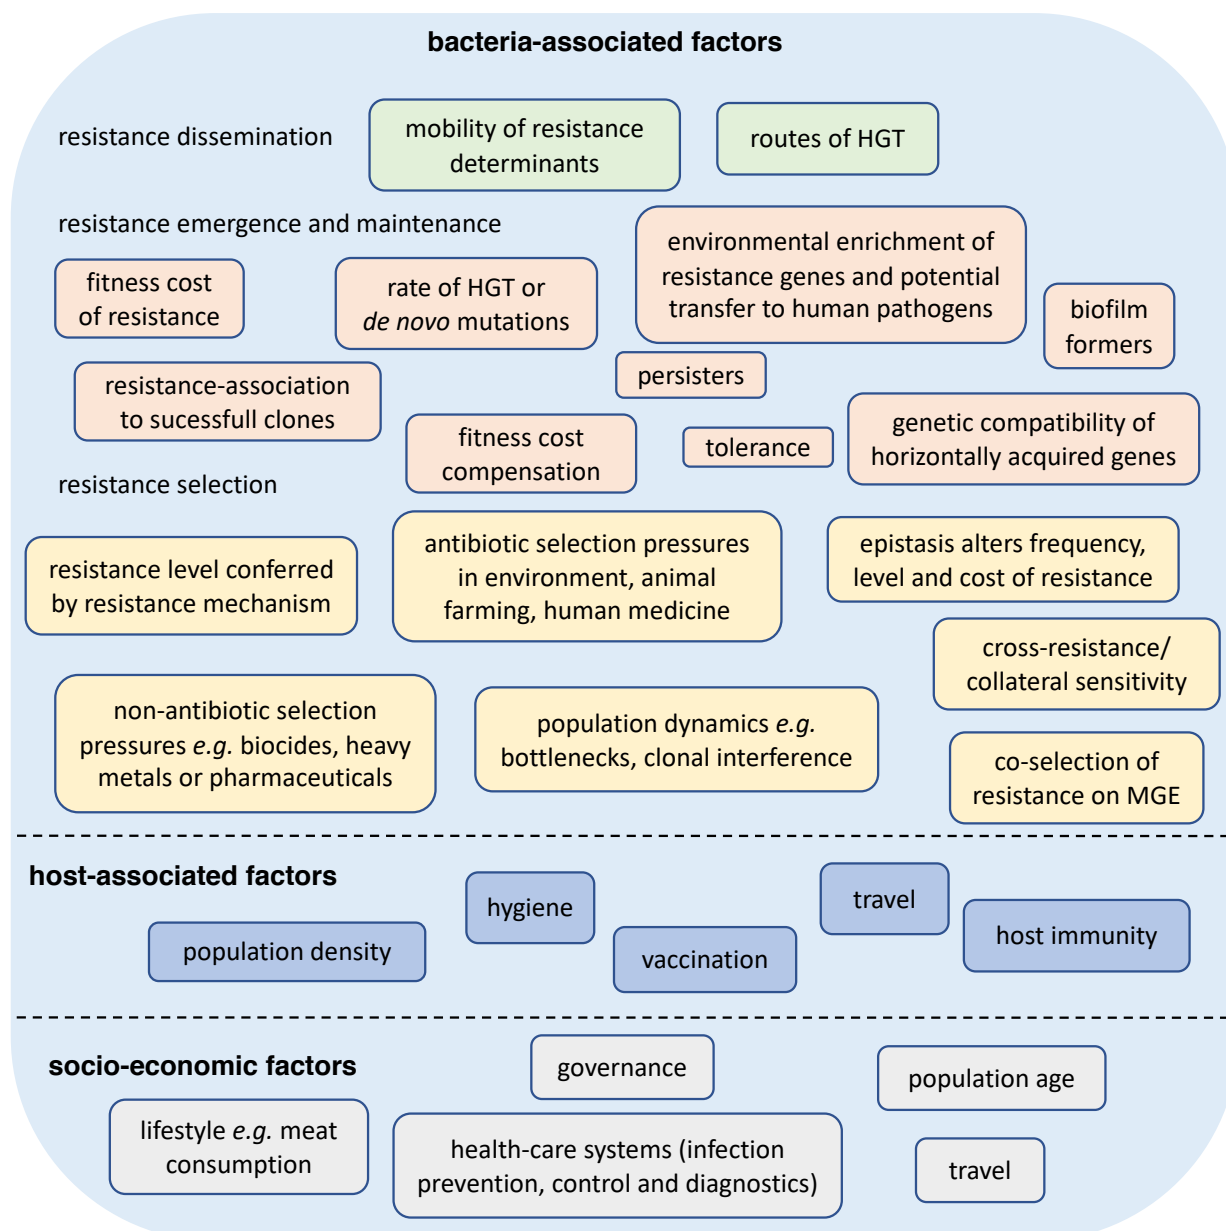 bacteria-associated factors
resistance dissemination
mobility of resistance
determinants
routes of HGT
resistance emergence and maintenance
environmental enrichment of
resistance genes and potential
transfer to human pathogens
fitness cost
of resistance
rate of HGT or
de novo mutations
biofilm
formers
persisters
resistance-association
to sucessfull clones
genetic compatibility of
horizontally acquired genes
fitness cost
compensation
tolerance
resistance selection
resistance level conferred
by resistance mechanism
antibiotic selection pressures
in environment, animal
farming, human medicine
epistasis alters frequency,
level and cost of resistance
cross-resistance/
collateral sensitivity
non-antibiotic selection
pressures e.g. biocides, heavy
metals or pharmaceuticals
population dynamics e.g.
bottlenecks, clonal interference
co-selection of
resistance on MGE
host-associated factors
hygiene
travel
population density
vaccination
host immunity
socio-economic factors
governance
population age
lifestyle e.g. meat
consumption
health-care systems (infection
prevention, control and diagnostics)
travel